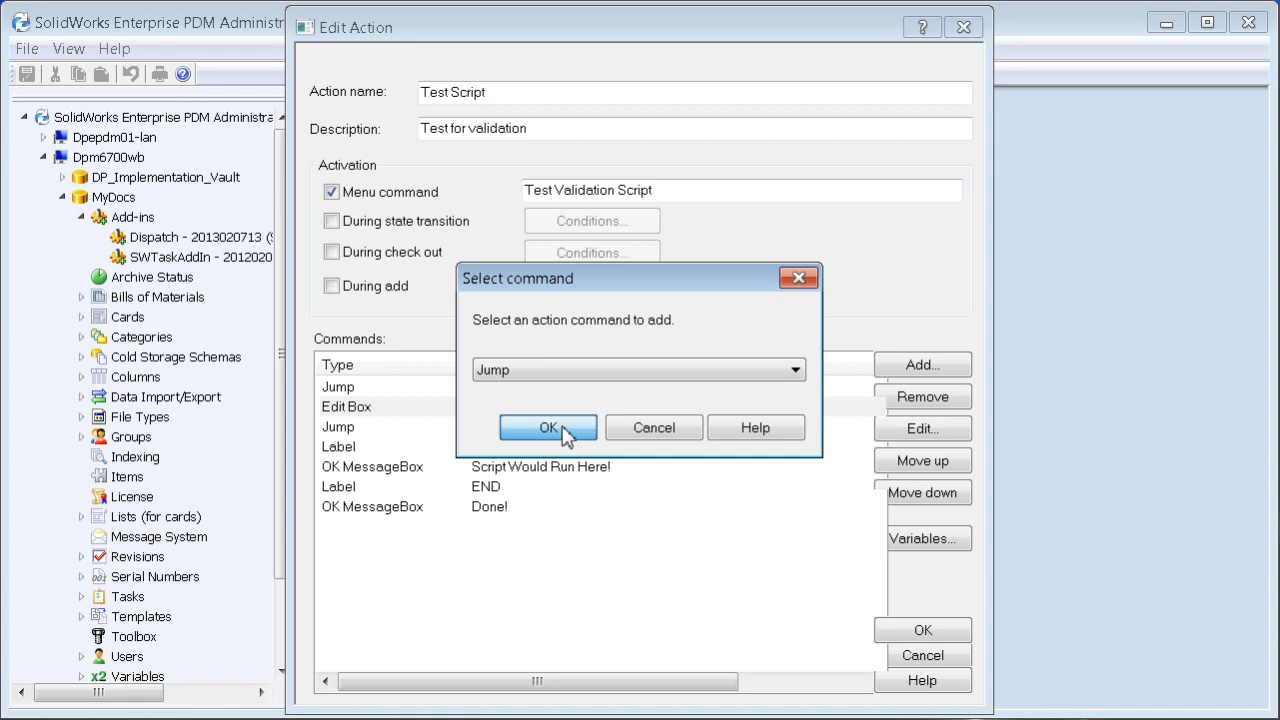 SolidWorks Enterprise PDM Administr
File View Help
SolidWorks Enterprise PDM Administra
Dpepdm01-lan
Dpm6700wb
DP_Implementation_Vault
MyDocs
Add-ins
Dispatch - 2013020713 (
SWTaskAddIn - 2012020
Archive Status
Bills of Materials
Cards
Categories
Cold Storage Schemas
Columns
Data Import/Export
File Types
Groups
Indexing
Items
License
Lists (for cards)
Message System
Revisions
Serial Numbers
Tasks
Templates
Toolbox
Users
x2 Variables
Edit Action
?
Action name: Test Script
Description: Test for validation
Activation
Menu command Test Validation Script
During state transition Conditions...
During check out Conditions...
During add
Commands:
Type
Jump
Edit Box
Jump
Label
OK MessageBox Script Would Run Here!
Label END
OK MessageBox Done!
Add...
Remove
Edit...
Move up
Move down
Variables...
OK
Cancel
Help
Select command
Select an action command to add.
Jump
OK Cancel Help